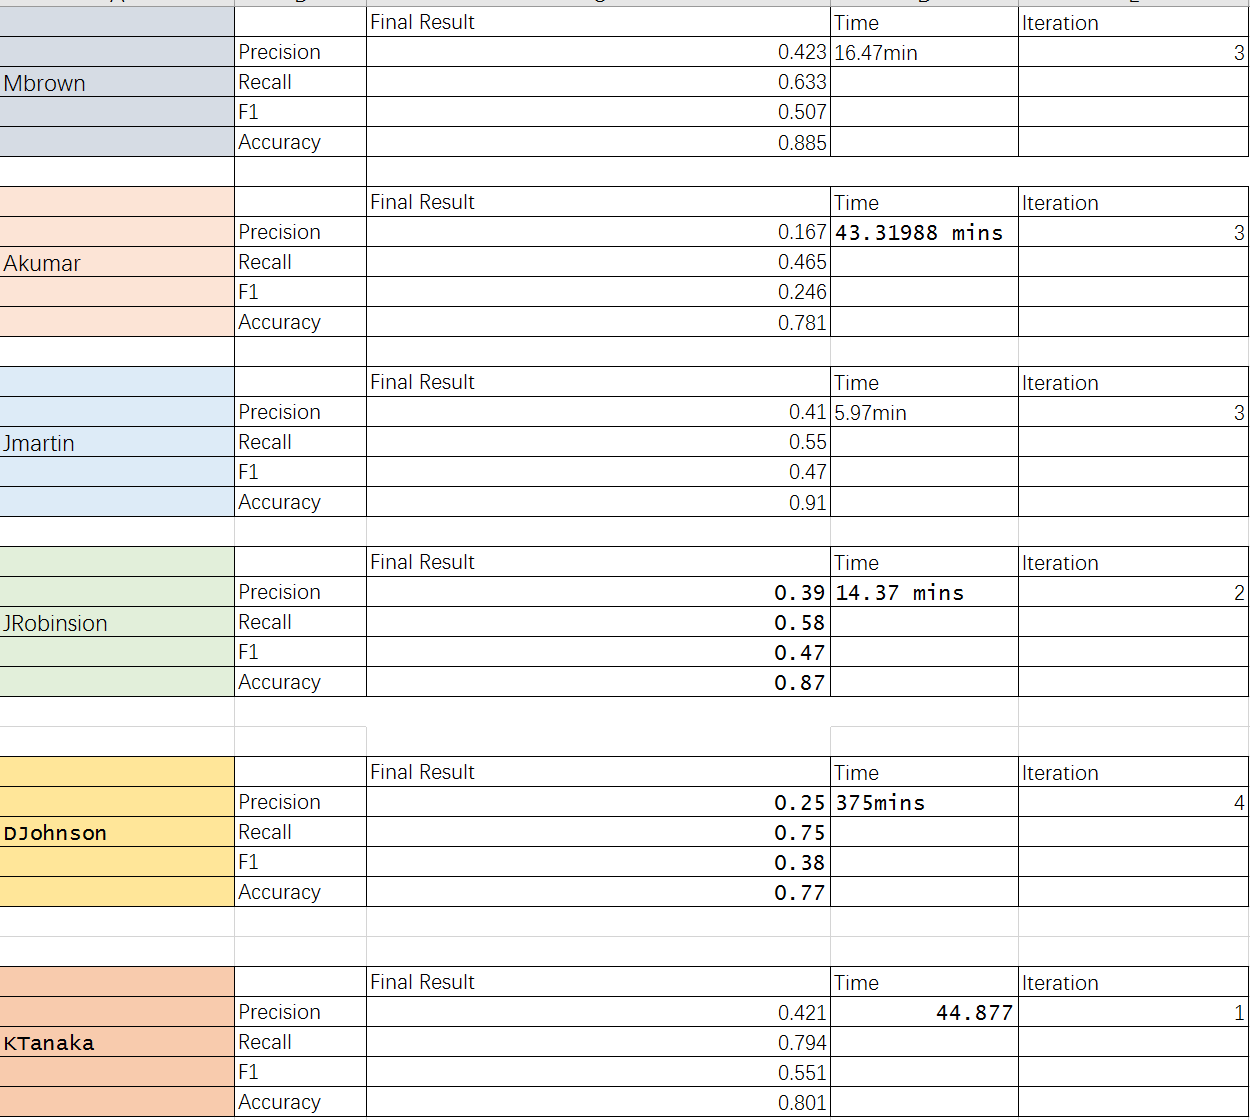 Final Result Time Iteration
Precision 0.423 16.47min 3
Mbrown Recall 0.633
F1 0.507
Accuracy 0.885
Final Result Time Iteration
Precision 0.167 43.31988 mins 3
Akumar Recall 0.465
F1 0.246
Accuracy 0.781
Final Result Time Iteration
Precision 0.41 5.97min 3
Jmartin Recall 0.55
F1 0.47
Accuracy 0.91
Final Result Time Iteration
Precision 0.39 14.37 mins 2
JRobinsion Recall 0.58
F1 0.47
Accuracy 0.87
Final Result Time Iteration
Precision 0.25 375mins 4
DJohnson Recall 0.75
F1 0.38
Accuracy 0.77
Final Result Time Iteration
Precision 0.421 44.877 1
KTanaka Recall 0.794
F1 0.551
Accuracy 0.801